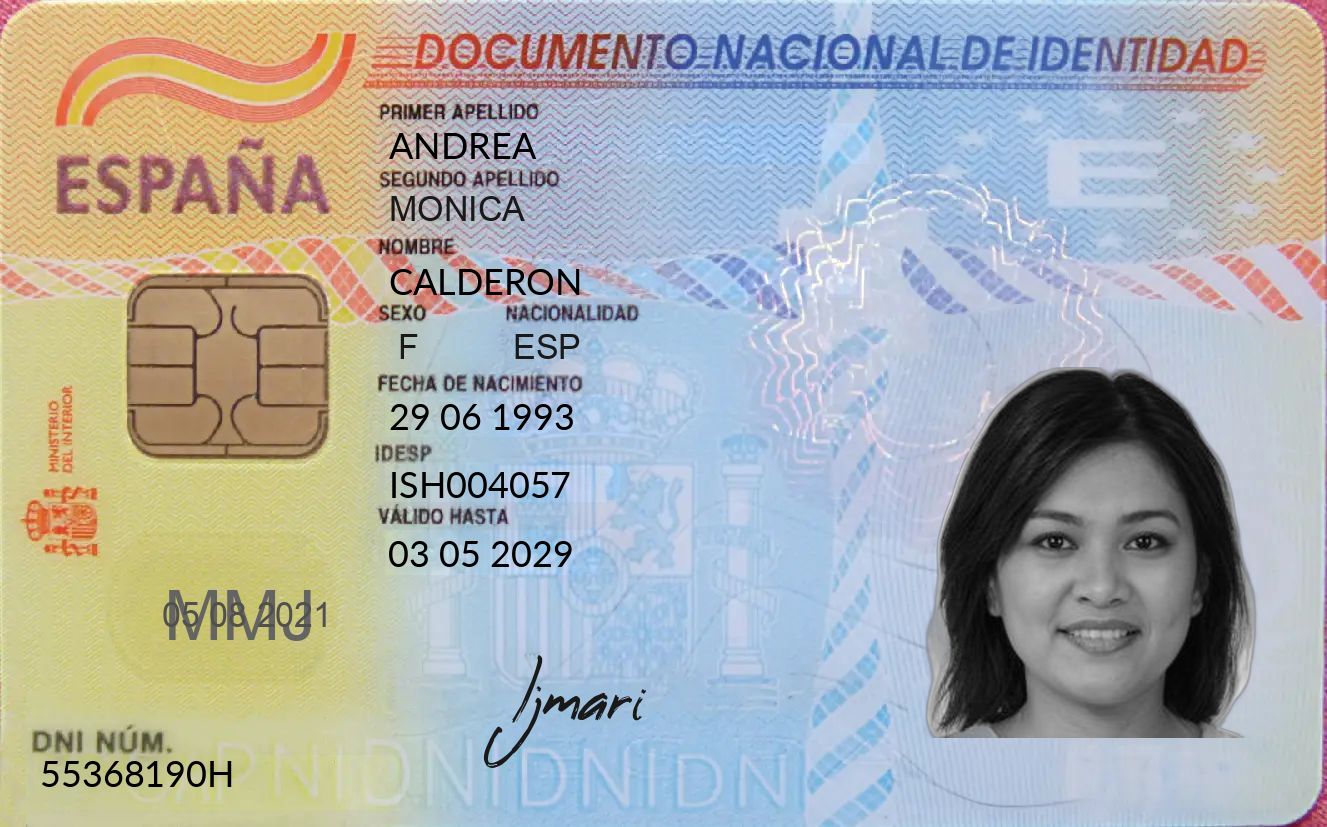 DOCUMENTO NACIONAL DE IDENTIDAD
ESPAÑA
PRIMER APELLIDO
ANDREA
SEGUNDO APELLIDO
MONICA
NOMBRE
CALDERON
SEXO NACIONALIDAD
F ESP
FECHA DE NACIMIENTO
29 06 1993
IDESP
ISH004057
VÁLIDO HASTA
03 05 2029
MINISTERIO
DEL INTERIOR
E
MMJ
05 08 2021
Ijmari
DNI NÚM.
55368190H
DNIDNIDNIDN